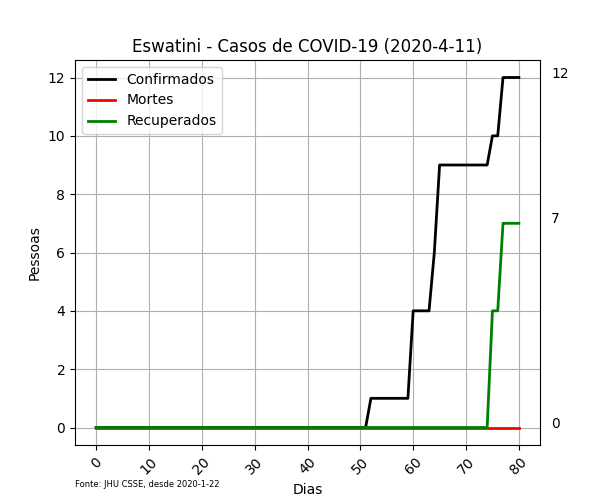 Eswatini - Casos de COVID-19 (2020-4-11)
Confirmados
Mortes
Recuperados
12
10
8
6
4
2
0
Pessoas
12
7
0
0
10
20
30
40
50
60
70
80
Dias
Fonte: JHU CSSE, desde 2020-1-22